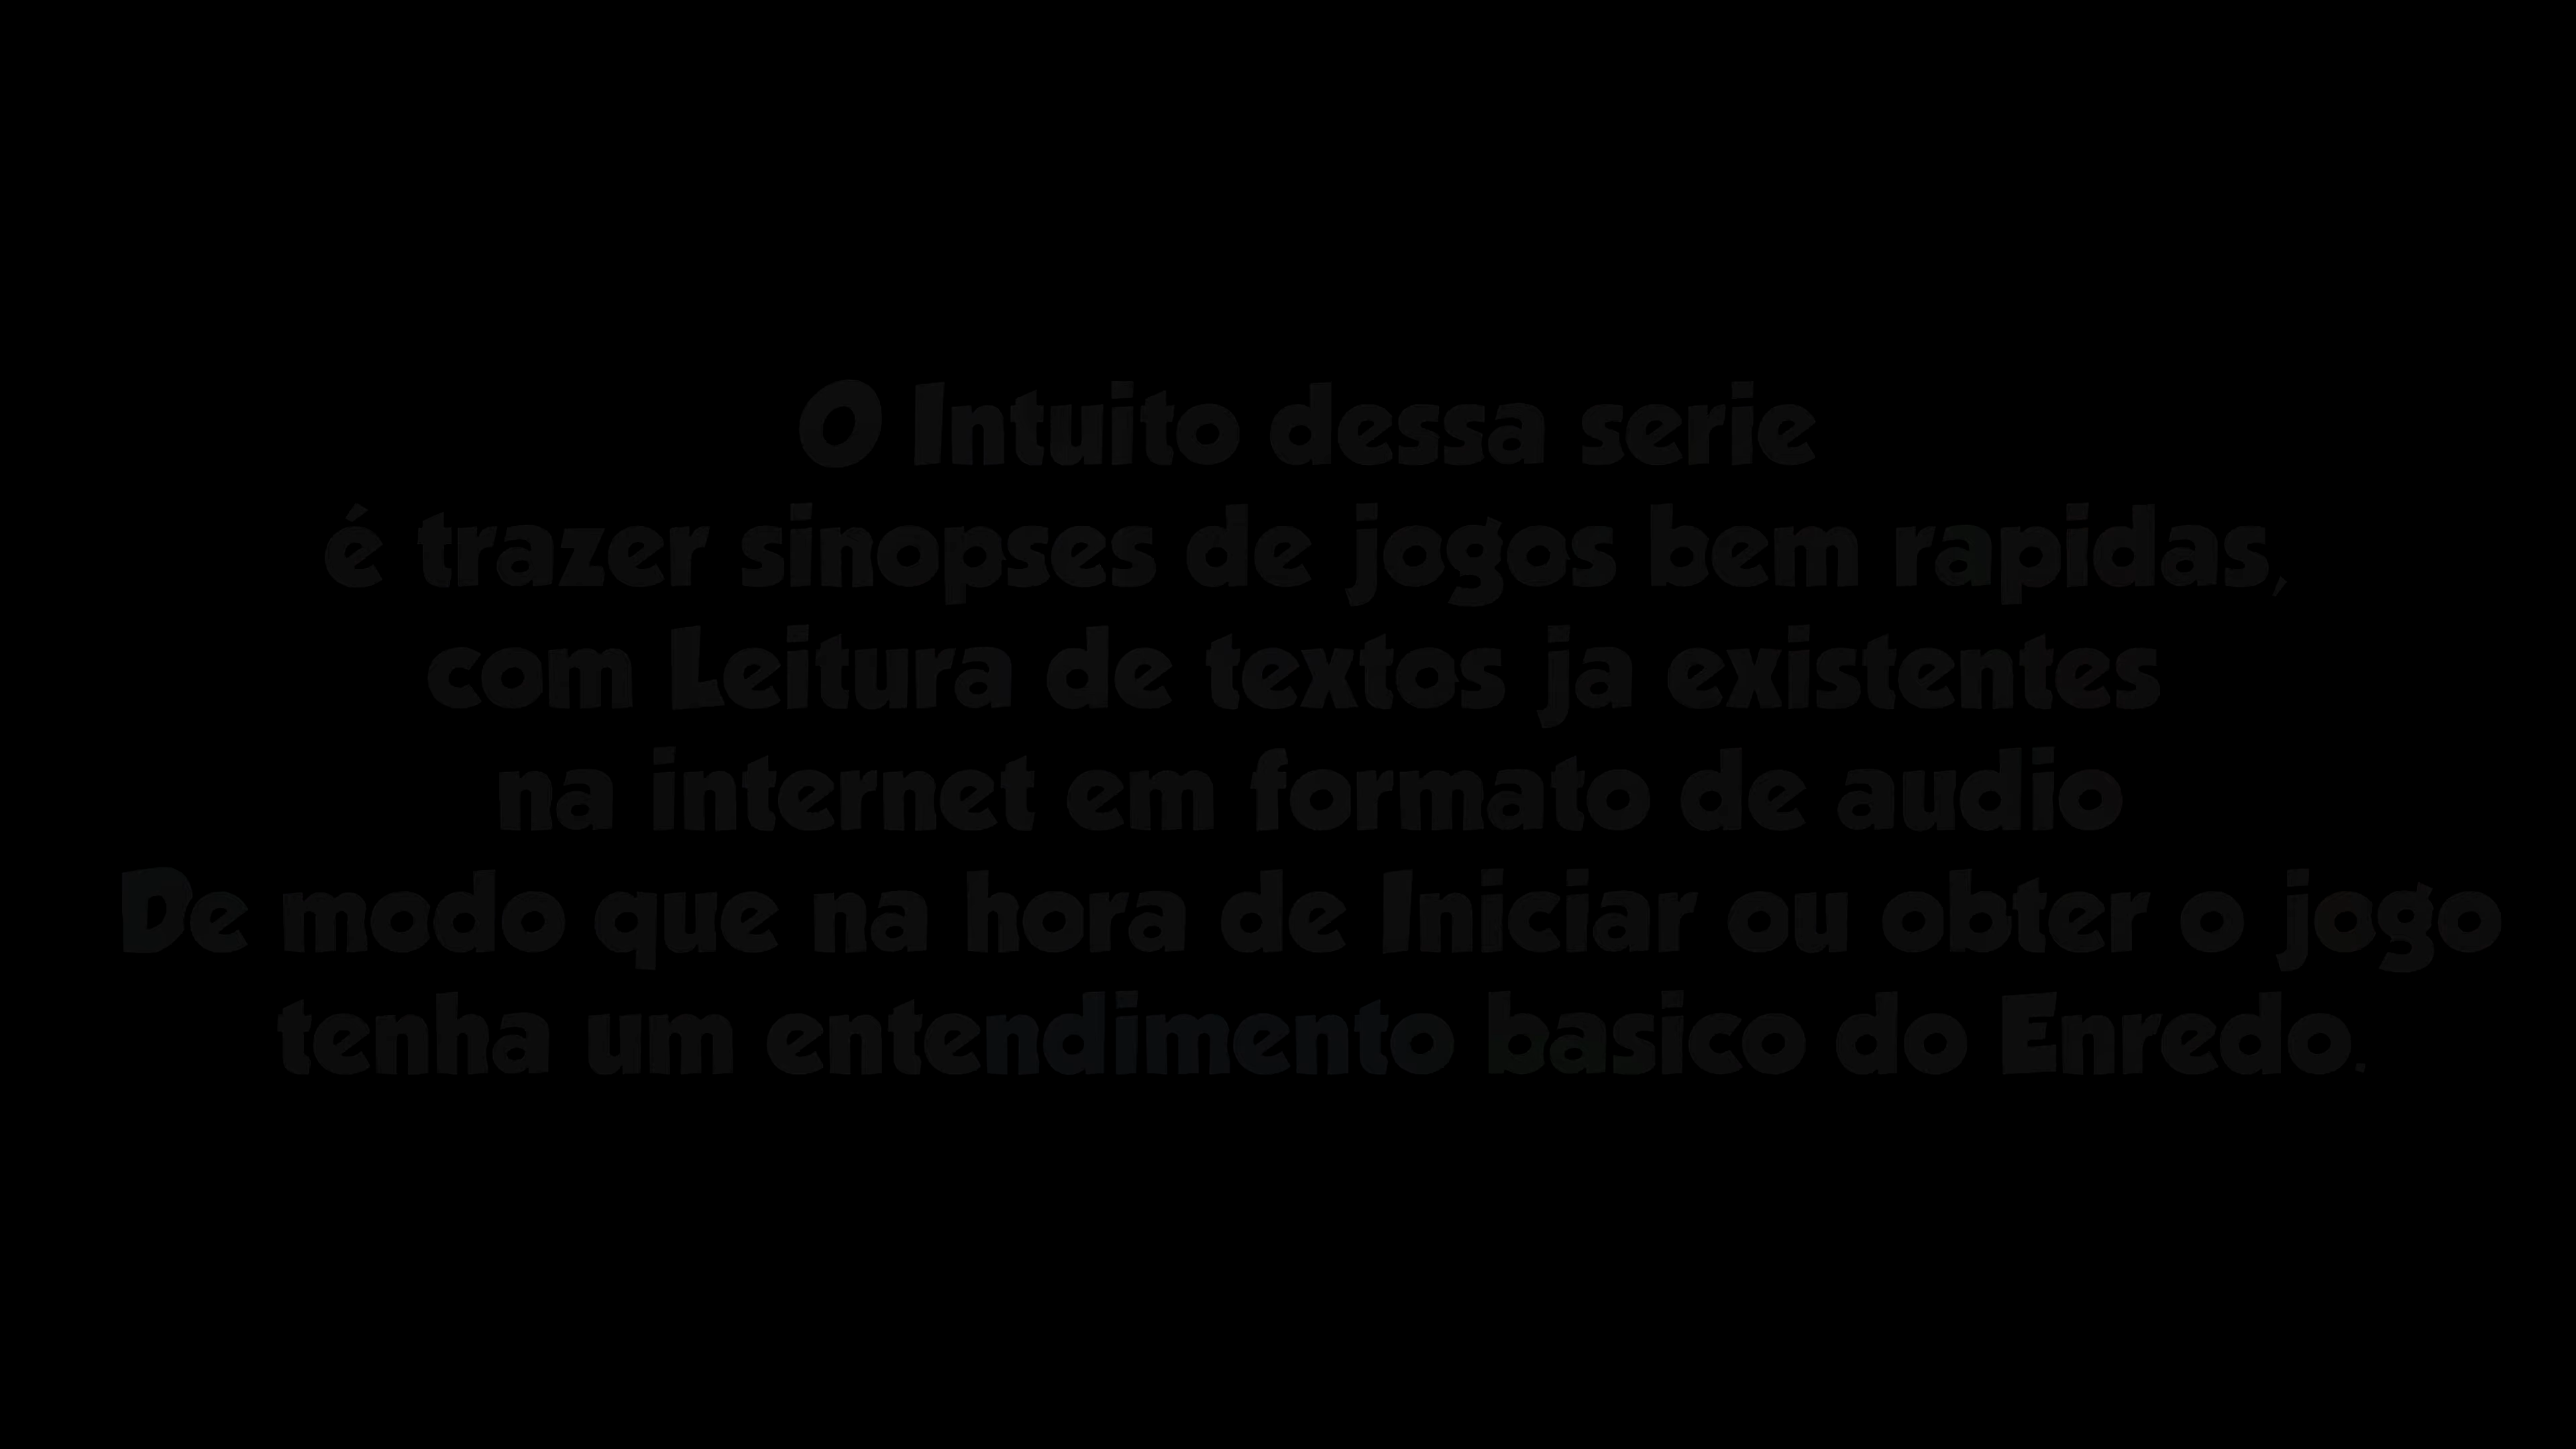 O Intuito dessa serie
é trazer sinopses de jogos bem rapidas,
com Leitura de textos ja existentes
na internet em formato de audio
De modo que na hora de Iniciar ou obter o jogo
tenha um entendimento basico do Enredo.